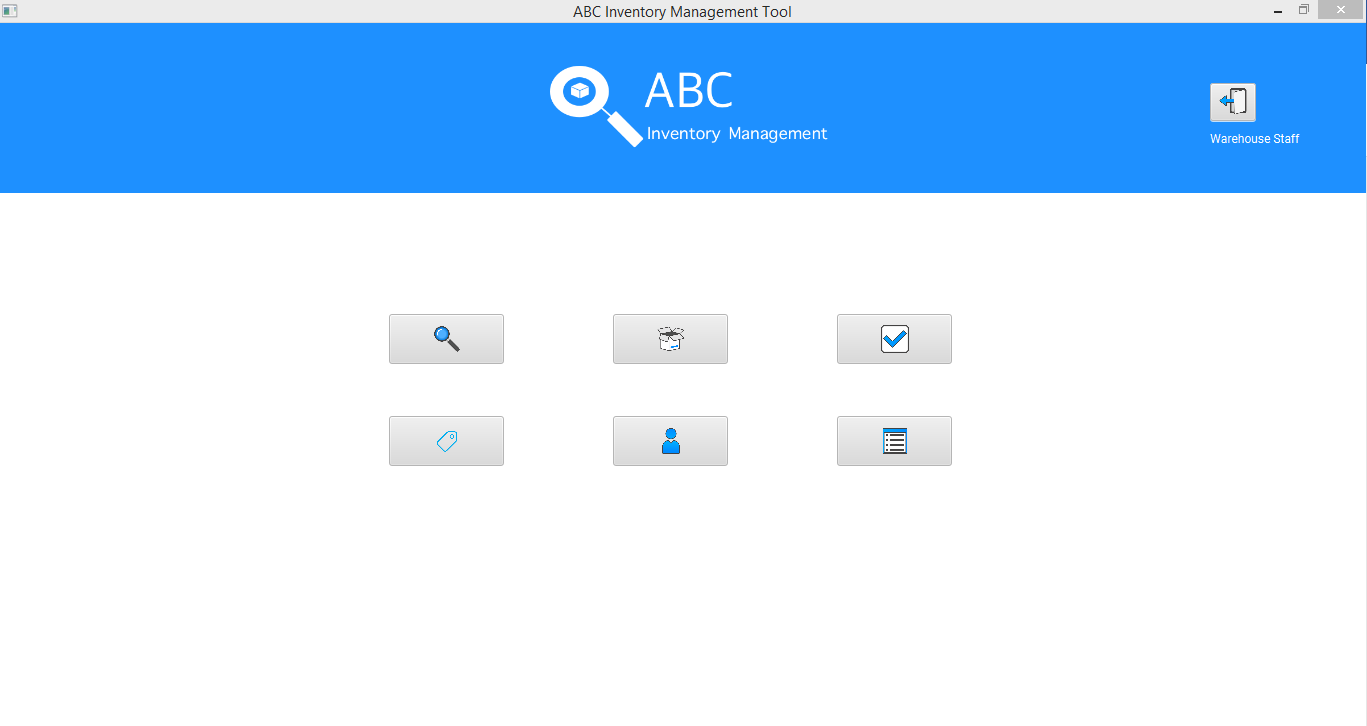 ABC Inventory Management Tool
ABC
Inventory Management
Warehouse Staff